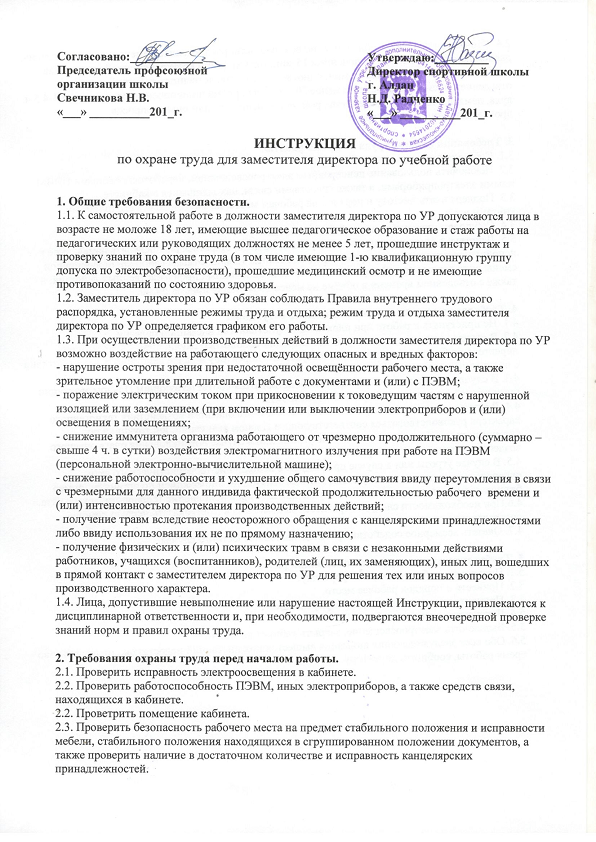 Согласовано:
Председатель профсоюзной
организации школы
Свечникова Н.В.
«___» __________ 201_г.
Утверждаю:
Директор спортивной школы
г. Алдан
Н.Д. Радченко
«___» __________ 201_г.
ИНСТРУКЦИЯ
по охране труда для заместителя директора по учебной работе
1. Общие требования безопасности.
1.1. К самостоятельной работе в должности заместителя директора по УР допускаются лица в
возрасте не моложе 18 лет, имеющие высшее педагогическое образование и стаж работы на
педагогических или руководящих должностях не менее 5 лет, прошедшие инструктаж и
проверку знаний по охране труда (в том числе имеющие 1-ю квалификационную группу
допуска по электробезопасности), прошедшие медицинский осмотр и не имеющие
противопоказаний по состоянию здоровья.
1.2. Заместитель директора по УР обязан соблюдать Правила внутреннего трудового
распорядка, установленные режимы труда и отдыха; режим труда и отдыха заместителя
директора по УР определяется графиком его работы.
1.3. При осуществлении производственных действий в должности заместителя директора по УР
возможно воздействие на работающего следующих опасных и вредных факторов:
- нарушение остроты зрения при недостаточной освещённости рабочего места, а также
зрительное утомление при длительной работе с документами и (или) с ПЭВМ;
- поражение электрическим током при прикосновении к токоведущим частям с нарушенной
изоляцией или заземлением (при включении или выключении электроприборов и (или)
освещения в помещениях;
- снижение иммунитета организма работающего от чрезмерно продолжительного (суммарно –
свыше 4 ч. в сутки) воздействия электромагнитного излучения при работе на ПЭВМ
(персональной электронно-вычислительной машине);
- снижение работоспособности и ухудшение общего самочувствия ввиду переутомления в связи
с чрезмерными для данного индивида фактической продолжительностью рабочего времени и
(или) интенсивностью протекания производственных действий;
- получение травм вследствие неосторожного обращения с канцелярскими принадлежностями
либо ввиду использования их не по прямому назначению;
- получение физических и (или) психических травм в связи с незаконными действиями
работников, учащихся (воспитанников), родителей (лиц, их заменяющих), иных лиц, вошедших
в прямой контакт с заместителем директора по УР для решения тех или иных вопросов
производственного характера.
1.4. Лица, допустившие невыполнение или нарушение настоящей Инструкции, привлекаются к
дисциплинарной ответственности и, при необходимости, подвергаются внеочередной проверке
знаний норм и правил охраны труда.
2. Требования охраны труда перед началом работы.
2.1. Проверить исправность электроосвещения в кабинете.
2.2. Проверить работоспособность ПЭВМ, иных электроприборов, а также средств связи,
находящихся в кабинете.
2.2. Проветрить помещение кабинета.
2.3. Проверить безопасность рабочего места на предмет стабильного положения и исправности
мебели, стабильного положения находящихся в сгруппированном положении документов, а
также проверить наличие в достаточном количестве и исправность канцелярских
принадлежностей.